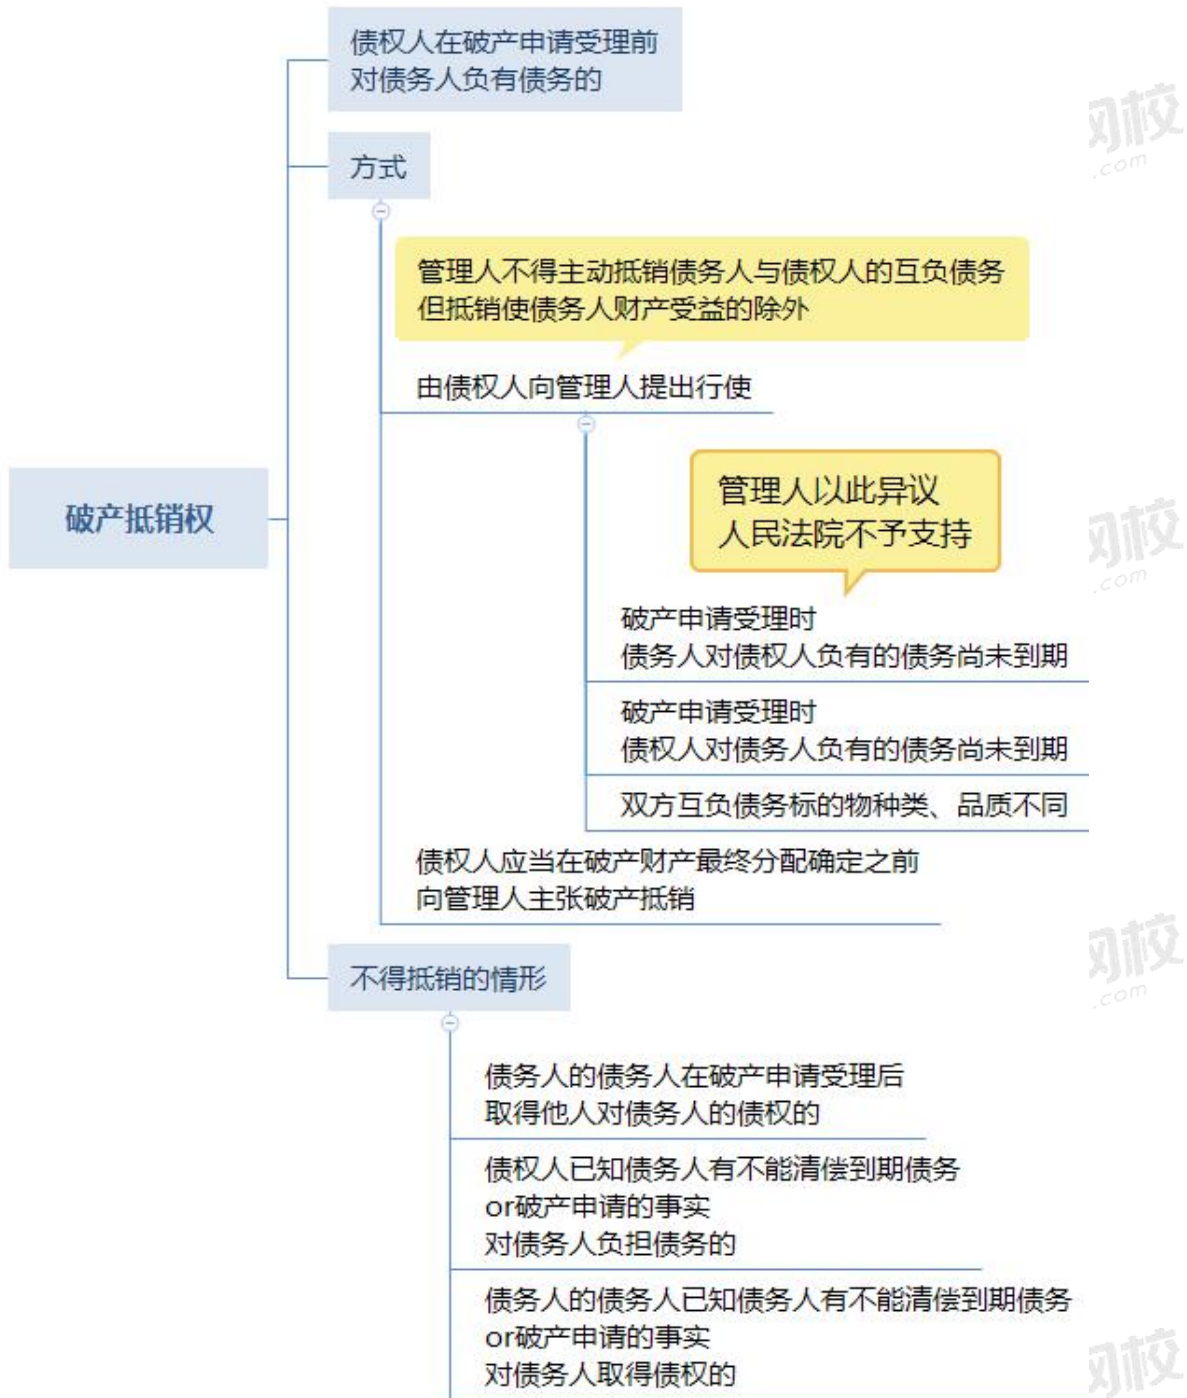 债权人在破产申请受理前
对债务人负有债务的
方式
管理人不得主动抵销债务人与债权人的互负债务
但抵销使债务人财产受益的除外
由债权人向管理人提出行使
管理人以此异议
人民法院不予支持
破产申请受理时
债务人对债权人负有的债务尚未到期
破产申请受理时
债权人对债务人负有的债务尚未到期
双方互负债务标的物种类、品质不同
债权人应当在破产财产最终分配确定之前
向管理人主张破产抵销
破产抵销权
不得抵销的情形
债务人的债务人在破产申请受理后
取得他人对债务人的债权的
债权人已知债务人有不能清偿到期债务
or破产申请的事实
对债务人负担债务的
债务人的债务人已知债务人有不能清偿到期债务
or破产申请的事实
对债务人取得债权的
网校
.com
网校
.com
网校
.com
网校